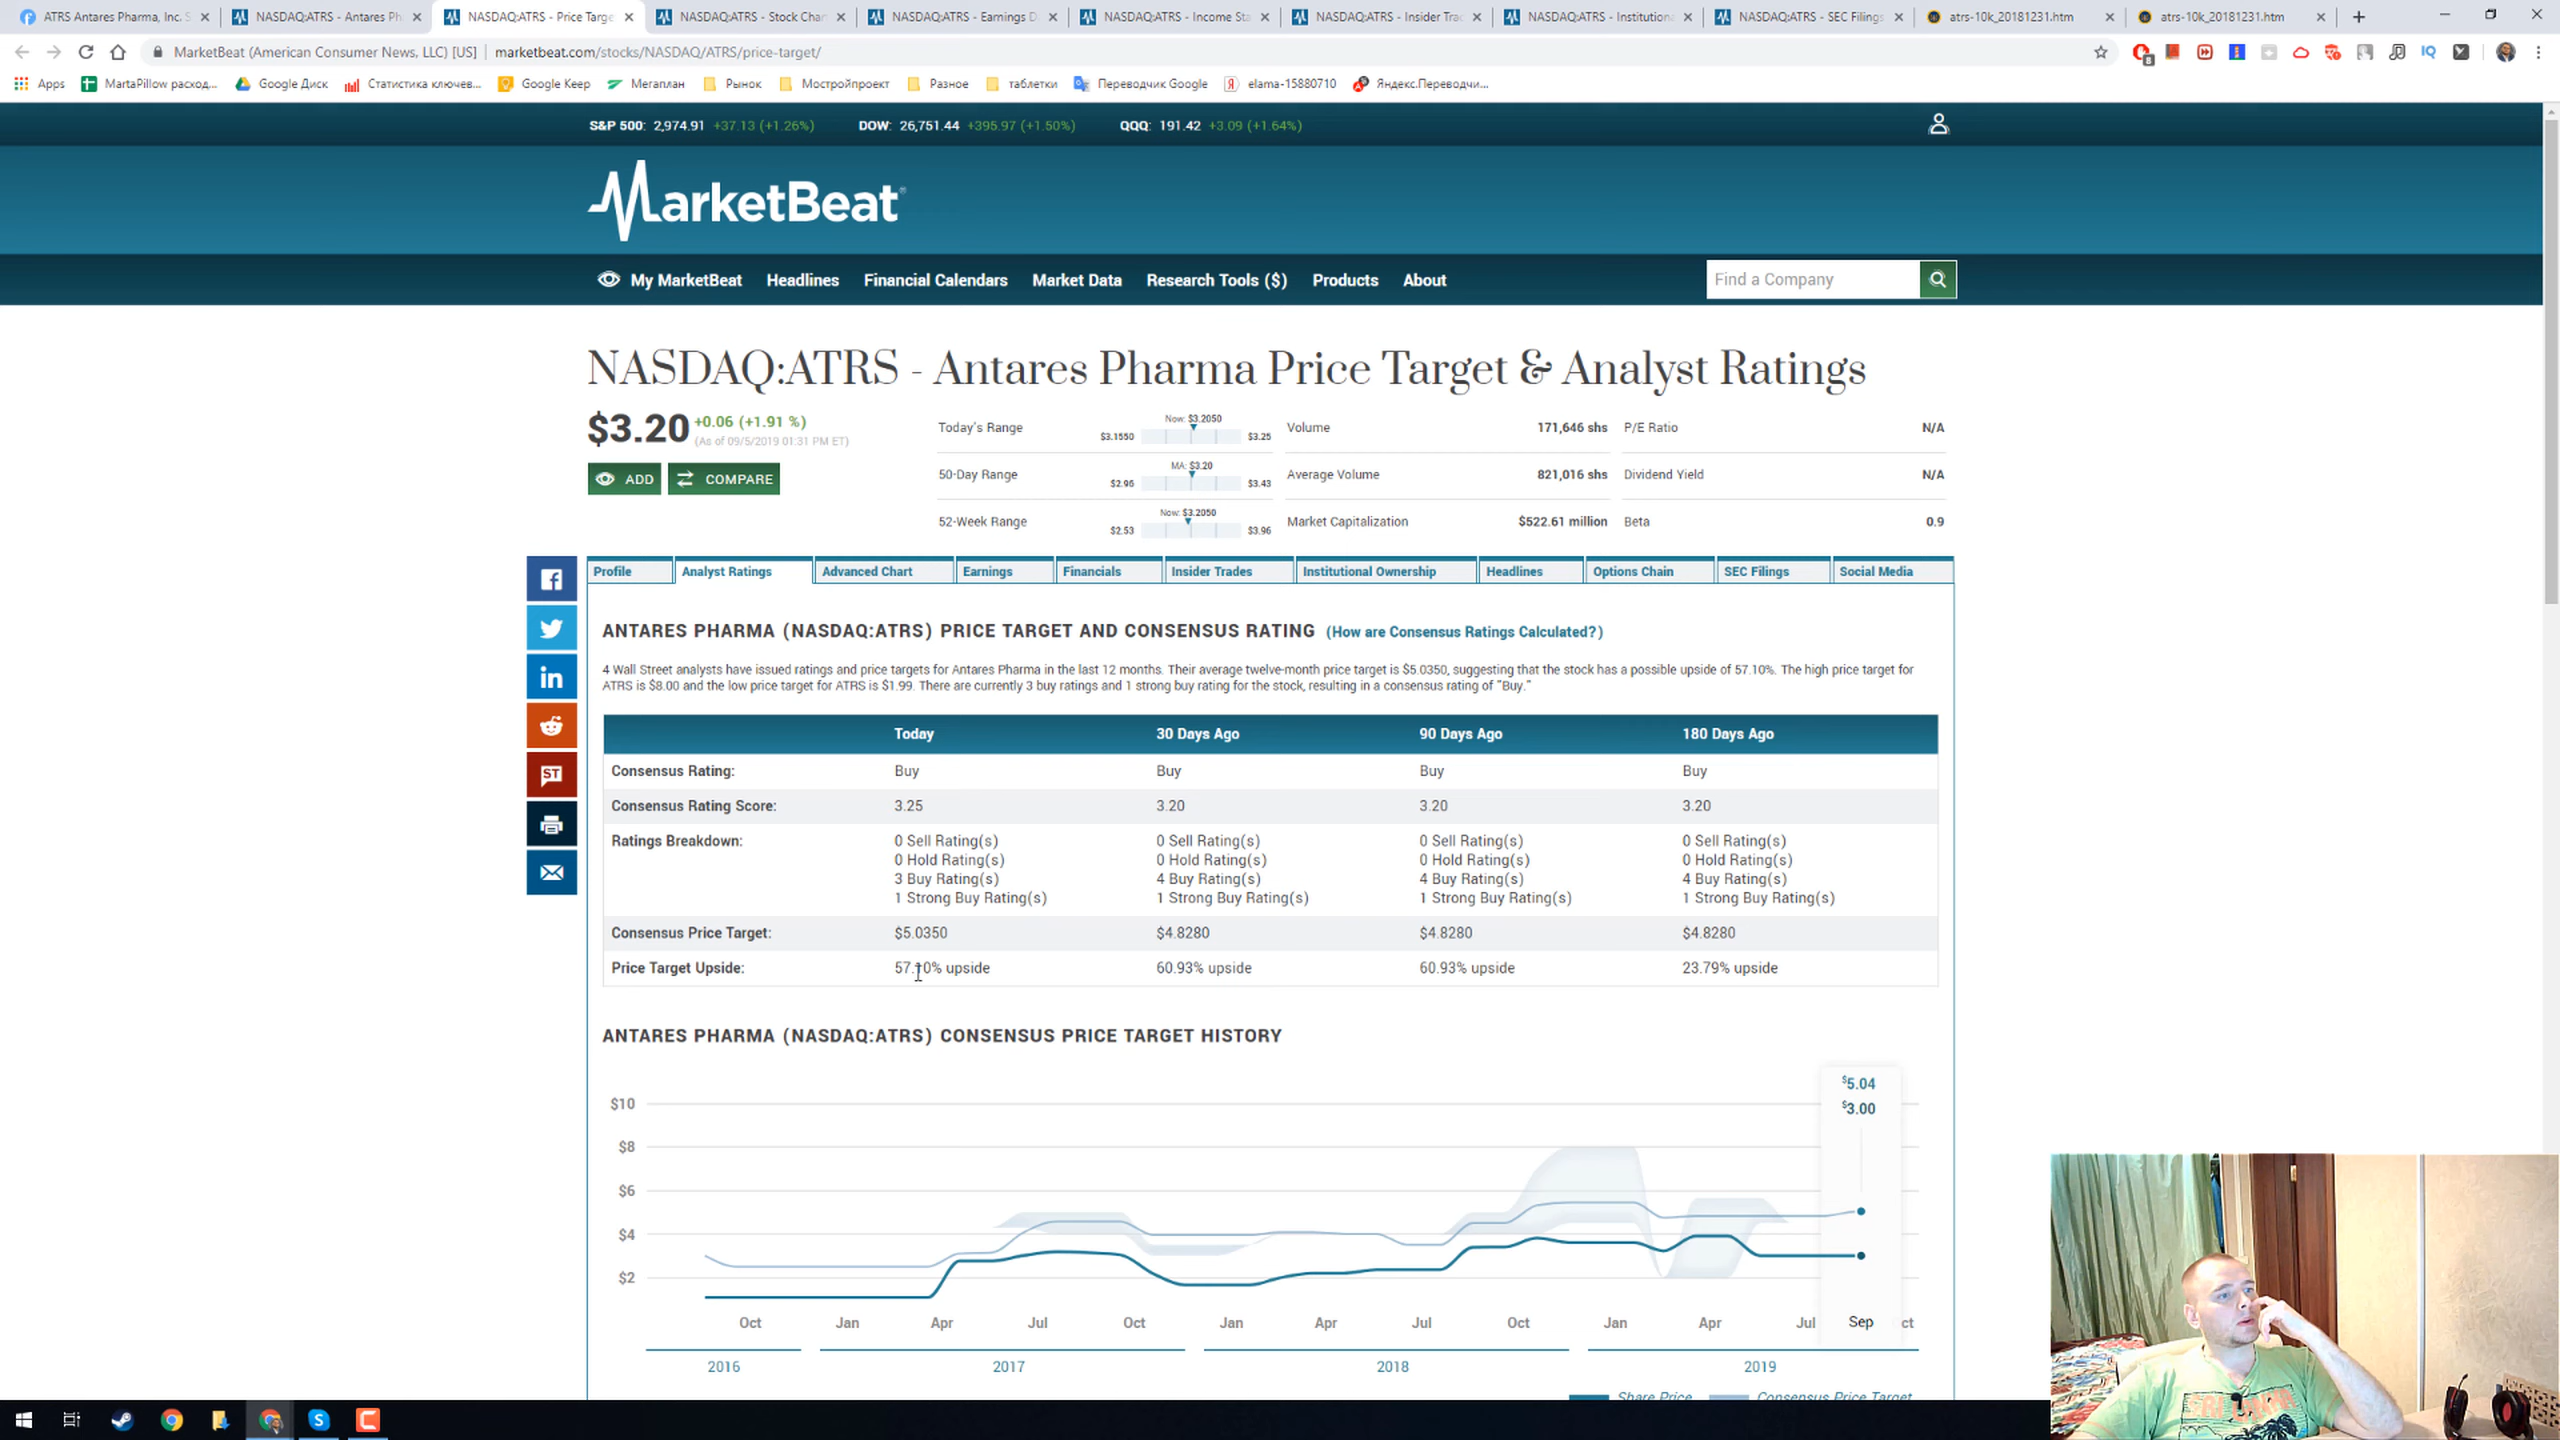 ATRS Antares Pharma, Inc. S
NASDAQ:ATRS - Antares Ph
NASDAQ:ATRS - Price Targe
NASDAQ:ATRS - Stock Char
NASDAQ:ATRS - Earnings D
NASDAQ:ATRS - Income Sta
NASDAQ:ATRS - Insider Tra
NASDAQ:ATRS - Institutiona
NASDAQ:ATRS - SEC Filings
atrs-10k_20181231.htm
atrs-10k_20181231.htm
MarketBeat (American Consumer News, LLC) [US]
marketbeat.com/stocks/NASDAQ/ATRS/price-target/
8
IQ
Apps
MartaPillow расход...
Google Диск
Статистика ключев...
Google Keep
Мегаплан
Рынок
Мостройпроект
Разное
таблетки
Переводчик Google
Я
elama-15880710
Яндекс.Переводчи...
S&P 500: 2,974.91 +37.13 (+1.26%)
DOW: 26,751.44 +395.97 (+1.50%)
QQQ: 191.42 +3.09 (+1.64%)
MarketBeat®
My MarketBeat
Headlines
Financial Calendars
Market Data
Research Tools ($)
Products
About
Find a Company
NASDAQ:ATRS - Antares Pharma Price Target & Analyst Ratings
$3.20 +0.06 (+1.91 %)
(As of 09/5/2019 01:31 PM ET)
ADD
COMPARE
Today's Range
Now: $3.2050
$3.1550
$3.25
Volume
171,646 shs
P/E Ratio
N/A
50-Day Range
MA: $3.20
$2.96
$3.43
Average Volume
821,016 shs
Dividend Yield
N/A
52-Week Range
Now: $3.2050
$2.53
$3.96
Market Capitalization
$522.61 million
Beta
0.9
Profile
Analyst Ratings
Advanced Chart
Earnings
Financials
Insider Trades
Institutional Ownership
Headlines
Options Chain
SEC Filings
Social Media
ST
ANTARES PHARMA (NASDAQ:ATRS) PRICE TARGET AND CONSENSUS RATING (How are Consensus Ratings Calculated?)
4 Wall Street analysts have issued ratings and price targets for Antares Pharma in the last 12 months. Their average twelve-month price target is $5.0350, suggesting that the stock has a possible upside of 57.10%. The high price target for
ATRS is $8.00 and the low price target for ATRS is $1.99. There are currently 3 buy ratings and 1 strong buy rating for the stock, resulting in a consensus rating of "Buy."
Today
30 Days Ago
90 Days Ago
180 Days Ago
Consensus Rating:
Buy
Buy
Buy
Buy
Consensus Rating Score:
3.25
3.20
3.20
3.20
Ratings Breakdown:
0 Sell Rating(s)
0 Hold Rating(s)
3 Buy Rating(s)
1 Strong Buy Rating(s)
0 Sell Rating(s)
0 Hold Rating(s)
4 Buy Rating(s)
1 Strong Buy Rating(s)
0 Sell Rating(s)
0 Hold Rating(s)
4 Buy Rating(s)
1 Strong Buy Rating(s)
0 Sell Rating(s)
0 Hold Rating(s)
4 Buy Rating(s)
1 Strong Buy Rating(s)
Consensus Price Target:
$5.0350
$4.8280
$4.8280
$4.8280
Price Target Upside:
57.10% upside
60.93% upside
60.93% upside
23.79% upside
ANTARES PHARMA (NASDAQ:ATRS) CONSENSUS PRICE TARGET HISTORY
$5.04
$3.00
$10
$8
$6
$4
$2
Oct
Jan
Apr
Jul
Oct
Jan
Apr
Jul
Oct
Jan
Apr
Jul
Sep
ct
2016
2017
2018
2019
Share Price
Consensus Price Target
SRI LANKA